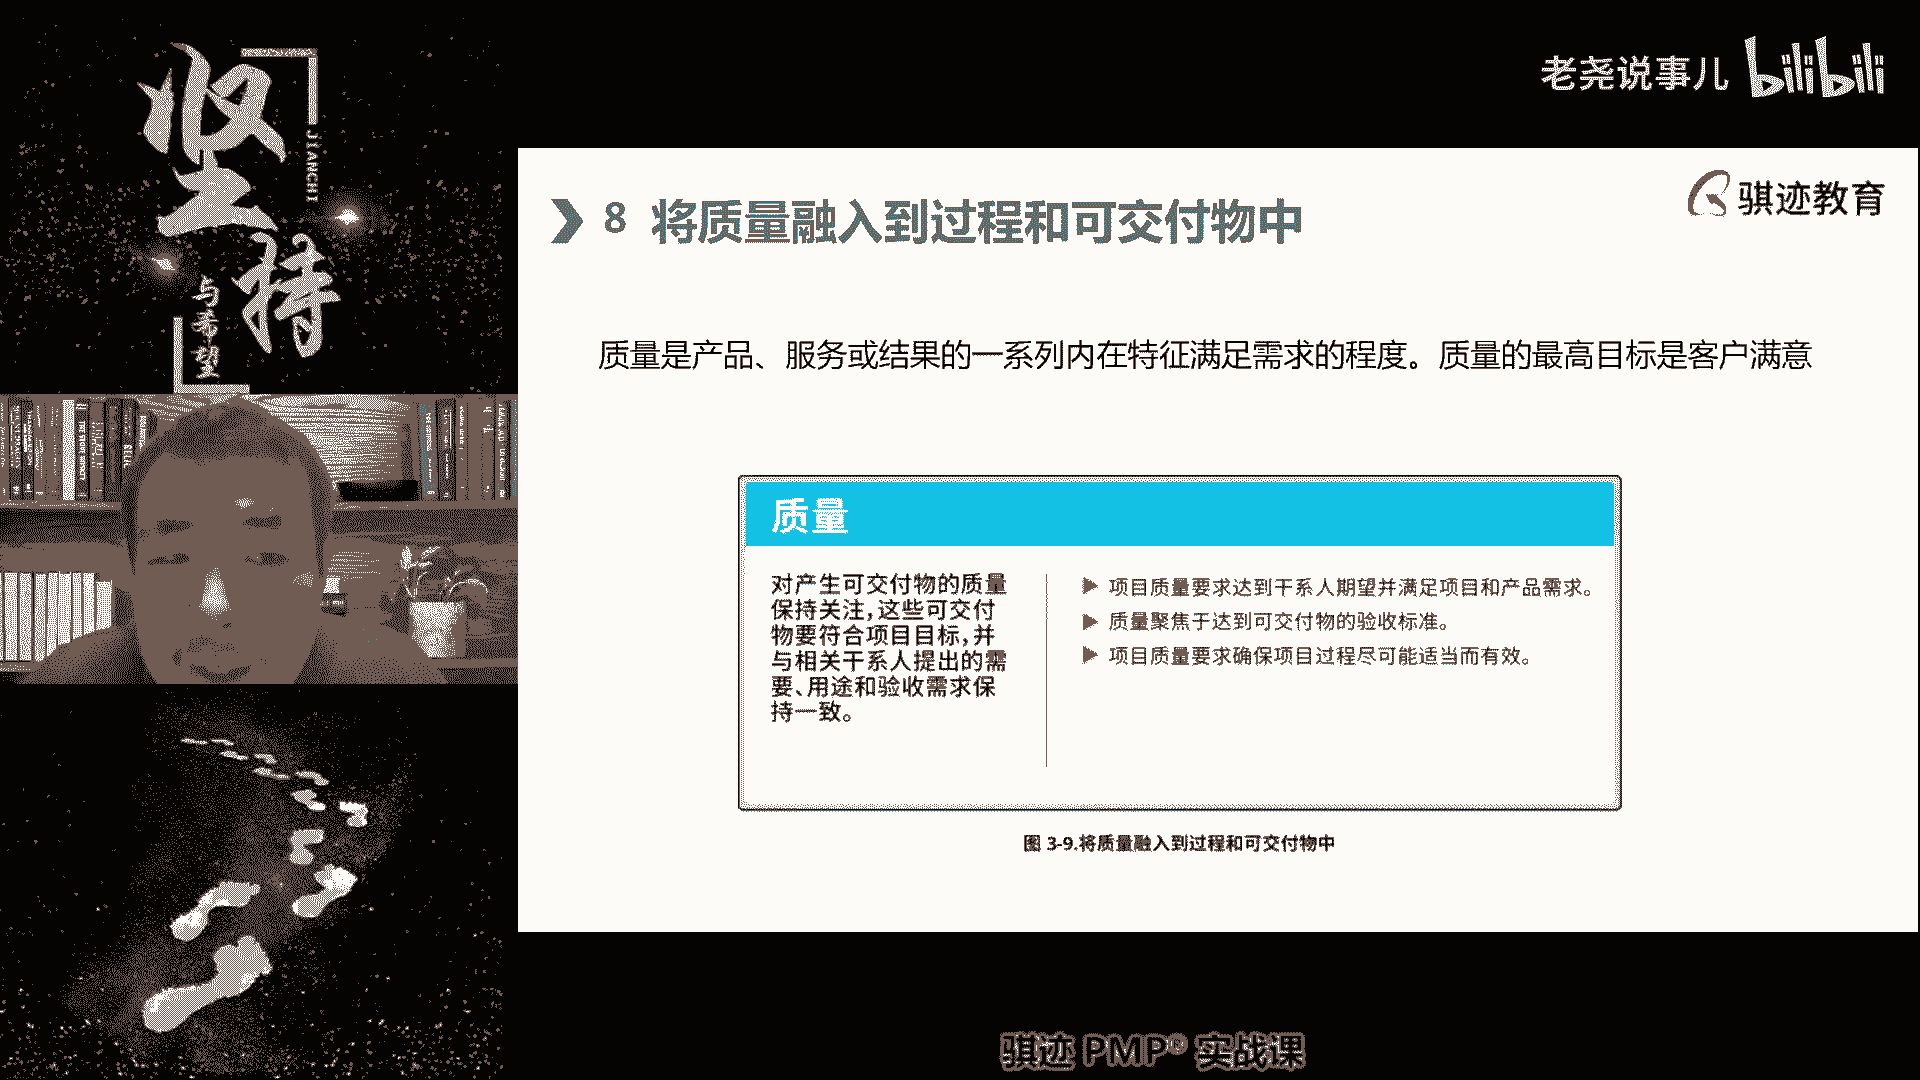 坚
持
JIANCHI
与
希
望
老尧说事儿 bilibili
骐迹教育
8 将质量融入到过程和可交付物中
质量是产品、服务或结果的一系列内在特征满足需求的程度。质量的最高目标是客户满意
质量
对产生可交付物的质量
保持关注，这些可交付
物要符合项目目标，并
与相关干系人提出的需
要、用途和验收需求保
持一致。
项目质量要求达到干系人期望并满足项目和产品需求。
质量聚焦于达到可交付物的验收标准。
项目质量要求确保项目过程尽可能适当而有效。
图 3-9.将质量融入到过程和可交付物中
骐迹 PMP® 实战课